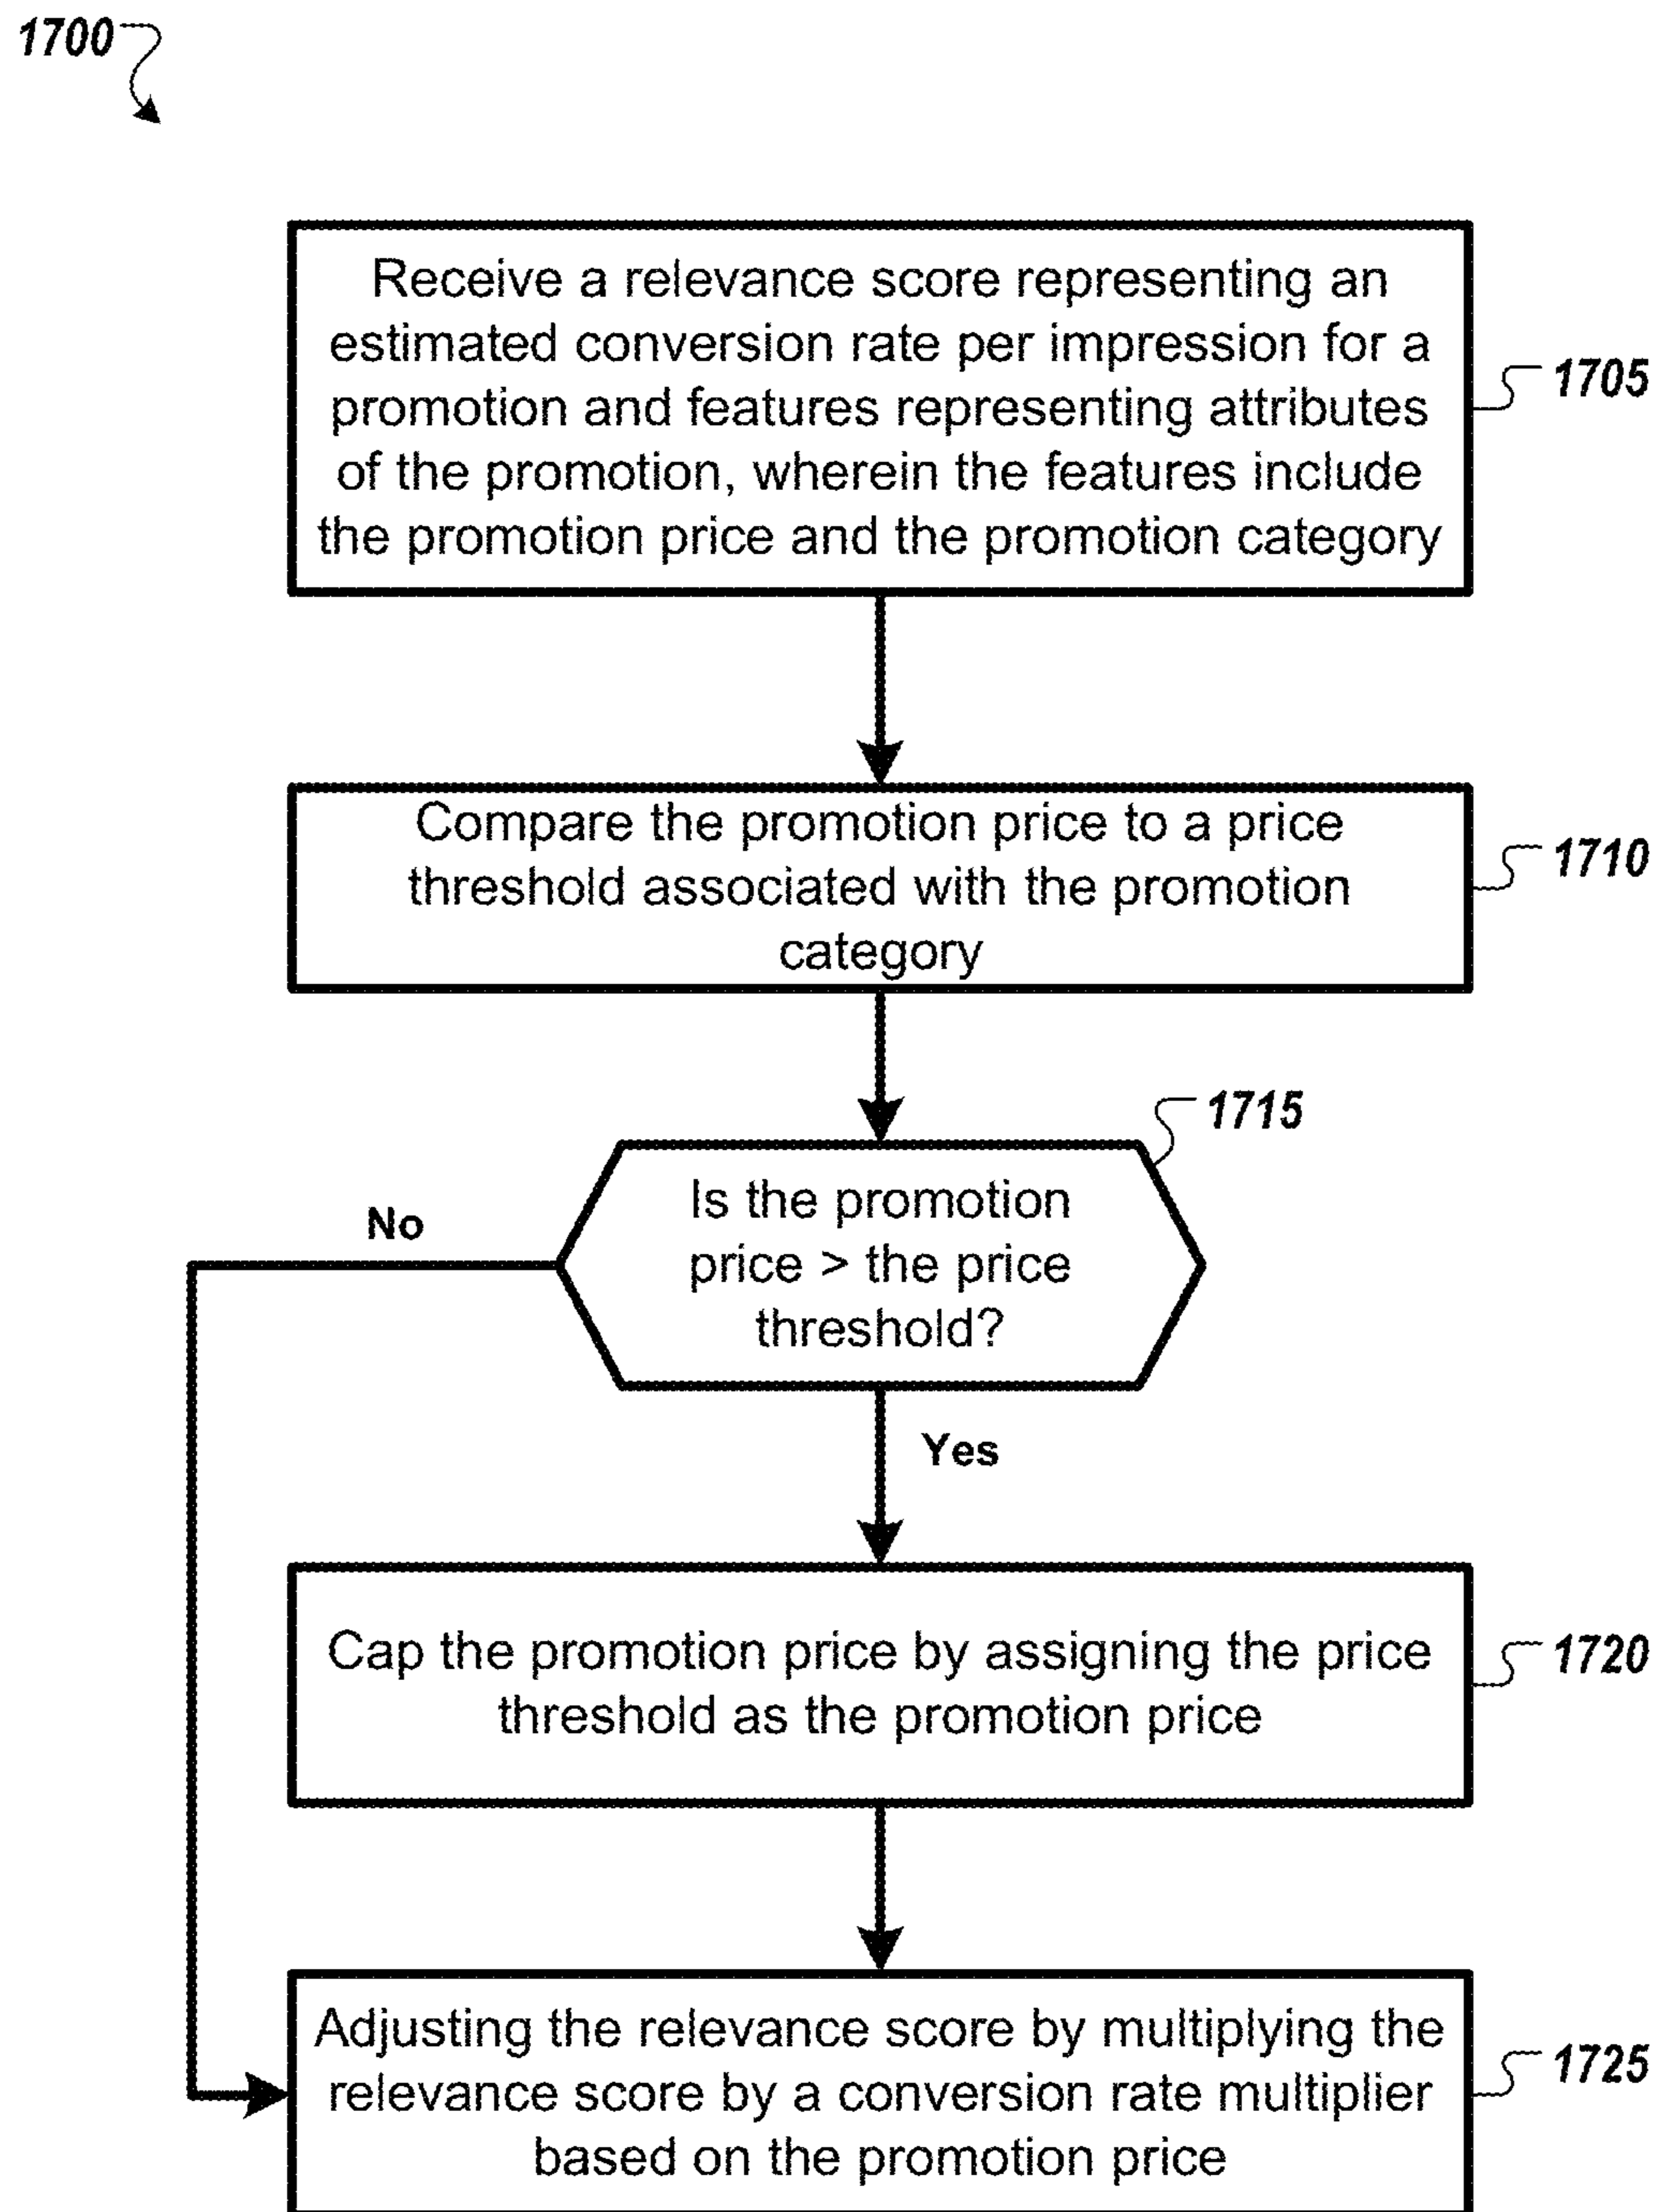 1700
Receive a relevance score representing an
estimated conversion rate per impression for a
promotion and features representing attributes
of the promotion, wherein the features include
the promotion price and the promotion category
1705
Compare the promotion price to a price
threshold associated with the promotion
category
1710
1715
Is the promotion
price > the price
threshold?
No
Yes
Cap the promotion price by assigning the price
threshold as the promotion price
1720
Adjusting the relevance score by multiplying the
relevance score by a conversion rate multiplier
based on the promotion price
1725